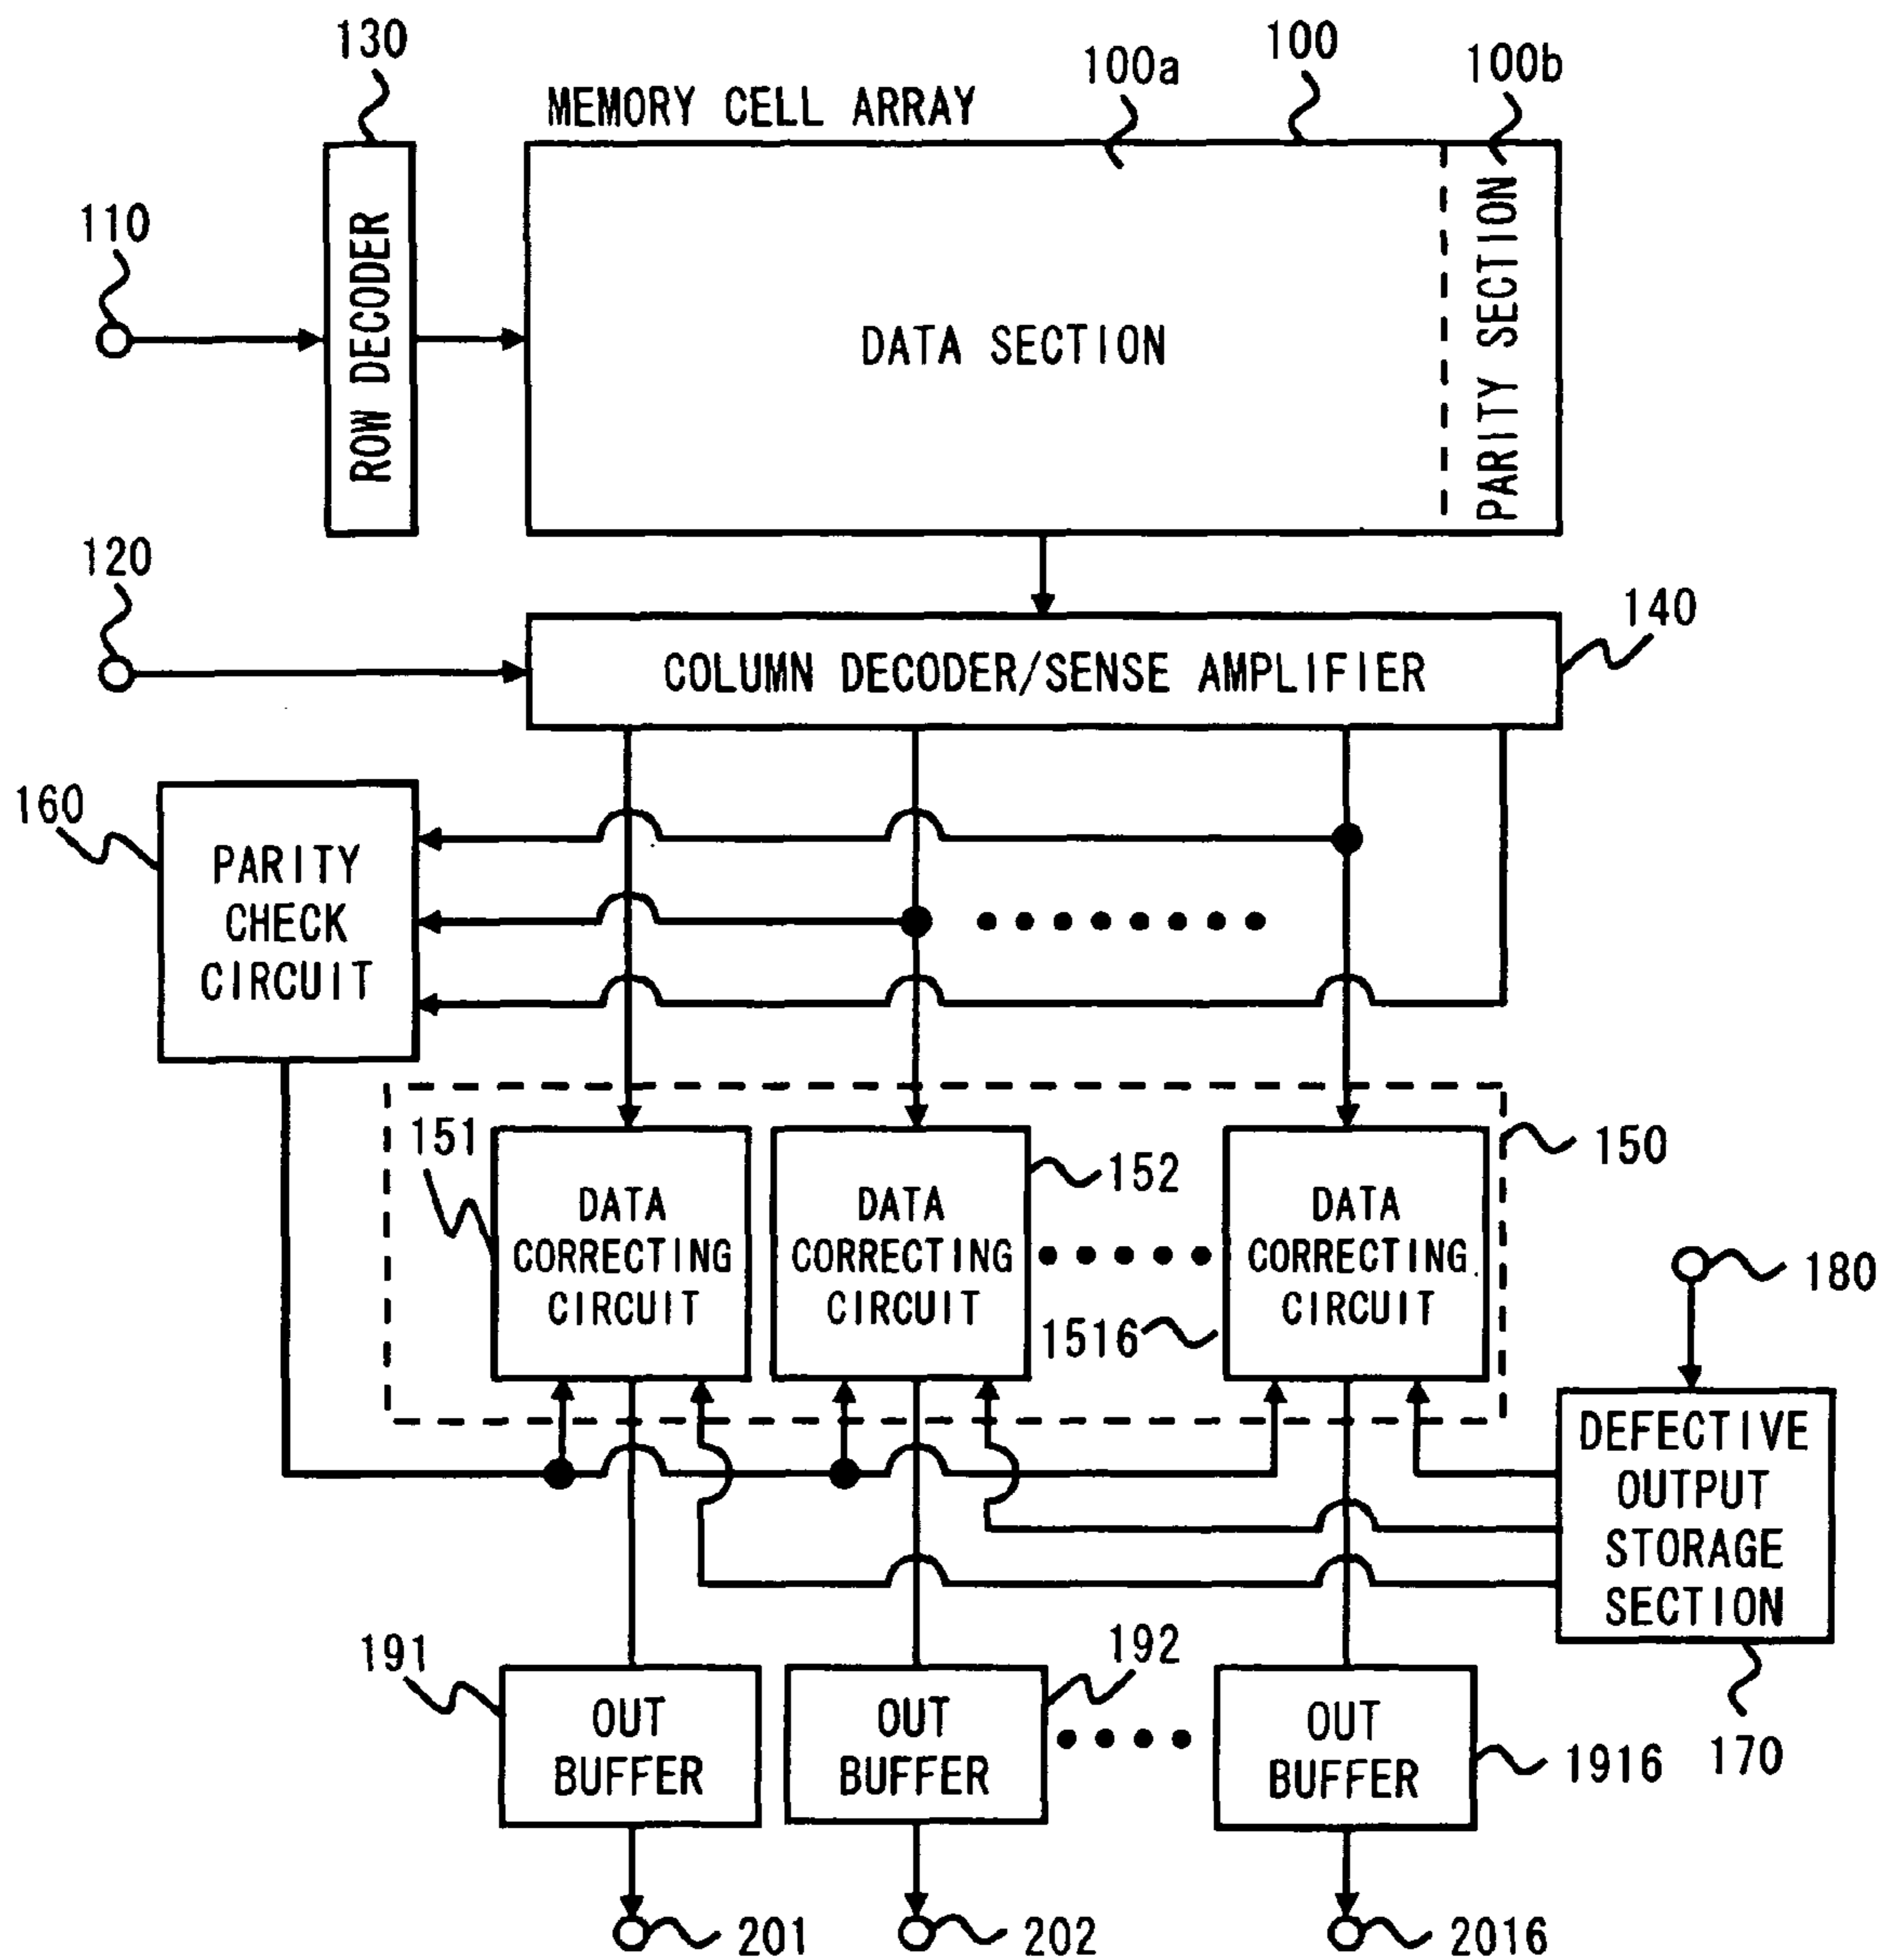 130
MEMORY CELL ARRAY
100a
100
100b
110
ROW DECODER
DATA SECTION
PARITY SECTION
120
140
COLUMN DECODER/SENSE AMPLIFIER
160
PARITY
CHECK
CIRCUIT
151
152
150
DATA
CORRECTING
CIRCUIT
DATA
CORRECTING
CIRCUIT
DATA
CORRECTING
CIRCUIT
1516
180
DEFECTIVE
OUTPUT
STORAGE
SECTION
170
191
OUT
BUFFER
192
OUT
BUFFER
OUT
BUFFER
1916
201
202
2016